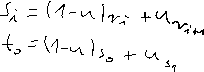 s_i = (1-u) r_i + u r_{i+1}
t_0 = (1-u) s_0 + u s_1